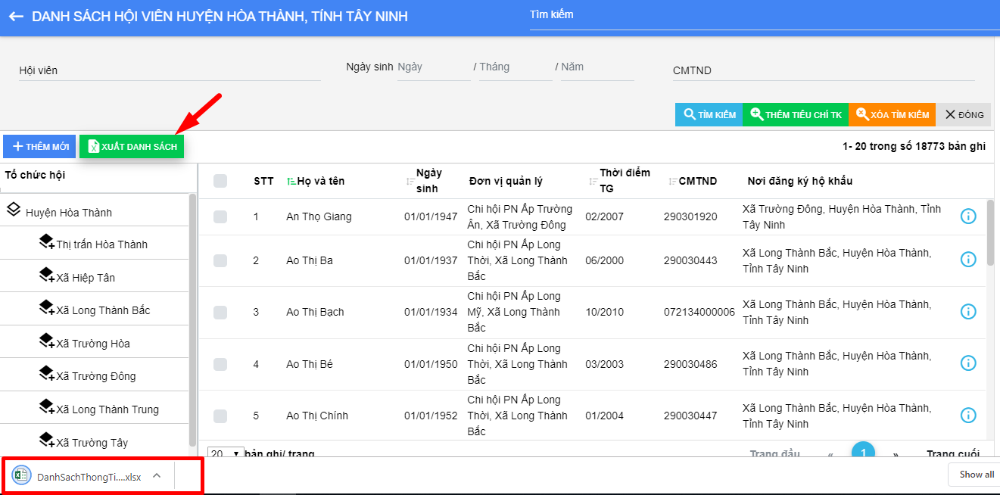 DANH SÁCH HỘI VIÊN HUYỆN HÒA THÀNH, TỈNH TÂY NINH
Tìm kiếm
Hội viên
Ngày sinh Ngày / Tháng / Năm
CMTND
TÌM KIẾM
THÊM TIÊU CHÍ TK
XÓA TÌM KIẾM
ĐÓNG
THÊM MỚI
XUẤT DANH SÁCH
1- 20 trong số 18773 bản ghi
Tổ chức hội
Huyện Hòa Thành
Thị trấn Hòa Thành
Xã Hiệp Tân
Xã Long Thành Bắc
Xã Trường Hòa
Xã Trường Đông
Xã Long Thành Trung
Xã Trường Tây
STT
Họ và tên
Ngày
sinh
Đơn vị quản lý
Thời điểm
TG
CMTND
Nơi đăng ký hộ khẩu
1
An Thọ Giang
01/01/1947
Chi hội PN Ấp Trường
Ân, Xã Trường Đông
02/2007
290301920
Xã Trường Đông, Huyện Hòa Thành, Tỉnh
Tây Ninh
2
Ao Thị Ba
01/01/1937
Chi hội PN Ấp Long
Thời, Xã Long Thành
Bắc
06/2000
290030443
Xã Long Thành Bắc, Huyện Hòa Thành,
Tỉnh Tây Ninh
3
Ao Thị Bạch
01/01/1934
Chi hội PN Ấp Long
Mỹ, Xã Long Thành
Bắc
10/2010
072134000006
Xã Long Thành Bắc, Huyện Hòa Thành,
Tỉnh Tây Ninh
4
Ao Thị Bé
01/01/1950
Chi hội PN Ấp Long
Thời, Xã Long Thành
Bắc
03/2003
290030486
Xã Long Thành Bắc, Huyện Hòa Thành,
Tỉnh Tây Ninh
5
Ao Thị Chính
01/01/1952
Chi hội PN Ấp Long
Thời, Xã Long Thành
Bắc
01/2004
290030447
Xã Long Thành Bắc, Huyện Hòa Thành,
Tỉnh Tây Ninh
20 bản ghi/ trang
Trang đầu « 1 » Trang cuối
DanhSachThongTi....xlsx
Show all